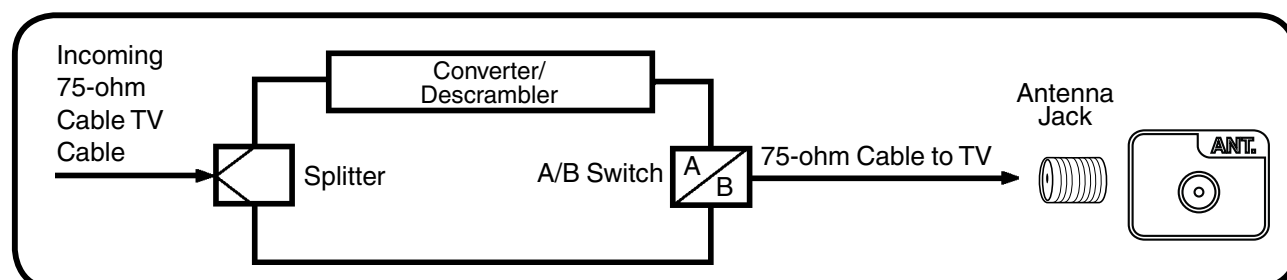 Incoming
75-ohm
Cable TV
Cable
Splitter
Converter/
Descrambler
A/B Switch
A
B
75-ohm Cable to TV
Antenna
Jack
ANT.